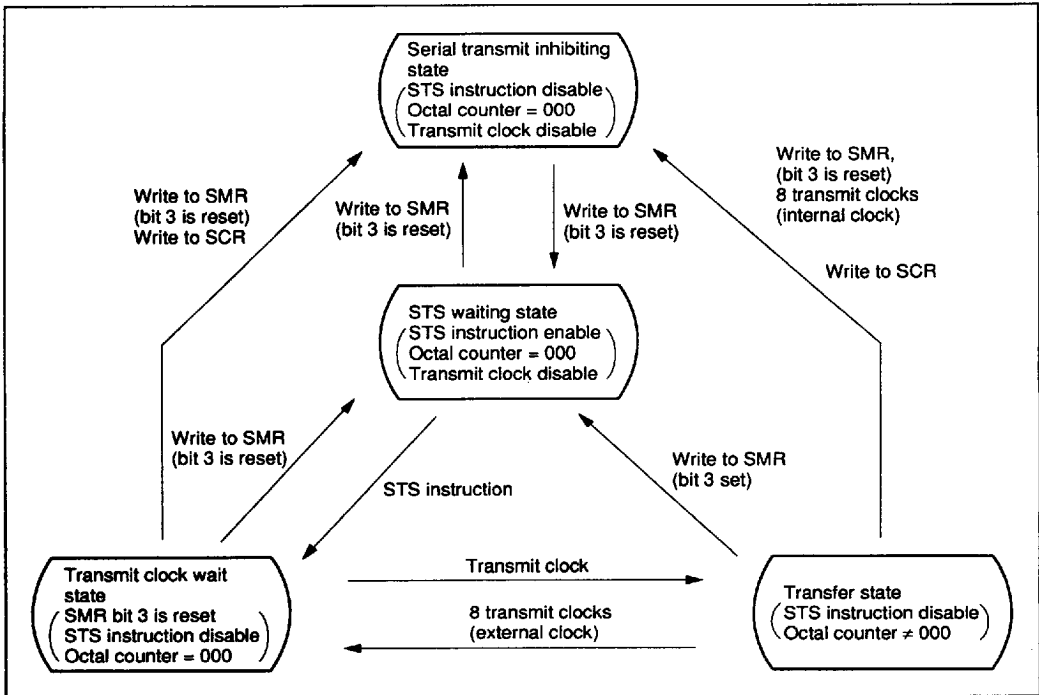 Serial transmit inhibiting
state
STS instruction disable
Octal counter = 000
Transmit clock disable
Write to SMR
(bit 3 is reset)
Write to SCR
Write to SMR
(bit 3 is reset)
Write to SMR
(bit 3 is reset)
Write to SMR,
(bit 3 is reset)
8 transmit clocks
(internal clock)
Write to SCR
STS waiting state
STS instruction enable
Octal counter = 000
Transmit clock disable
Write to SMR
(bit 3 is reset)
STS instruction
Write to SMR
(bit 3 set)
Transmit clock wait
state
SMR bit 3 is reset
STS instruction disable
Octal counter = 000
Transmit clock
8 transmit clocks
(external clock)
Transfer state
STS instruction disable
Octal counter ≠ 000